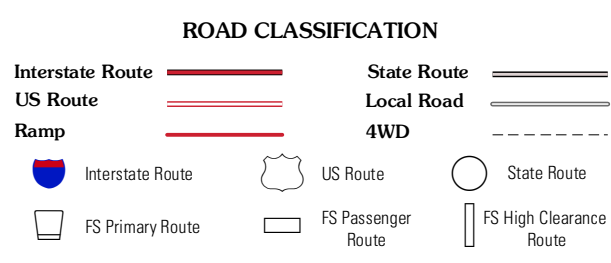 ROAD CLASSIFICATION
Interstate Route
State Route
US Route
Local Road
Ramp
4WD
Interstate Route
US Route
State Route
FS Primary Route
FS Passenger
Route
FS High Clearance
Route